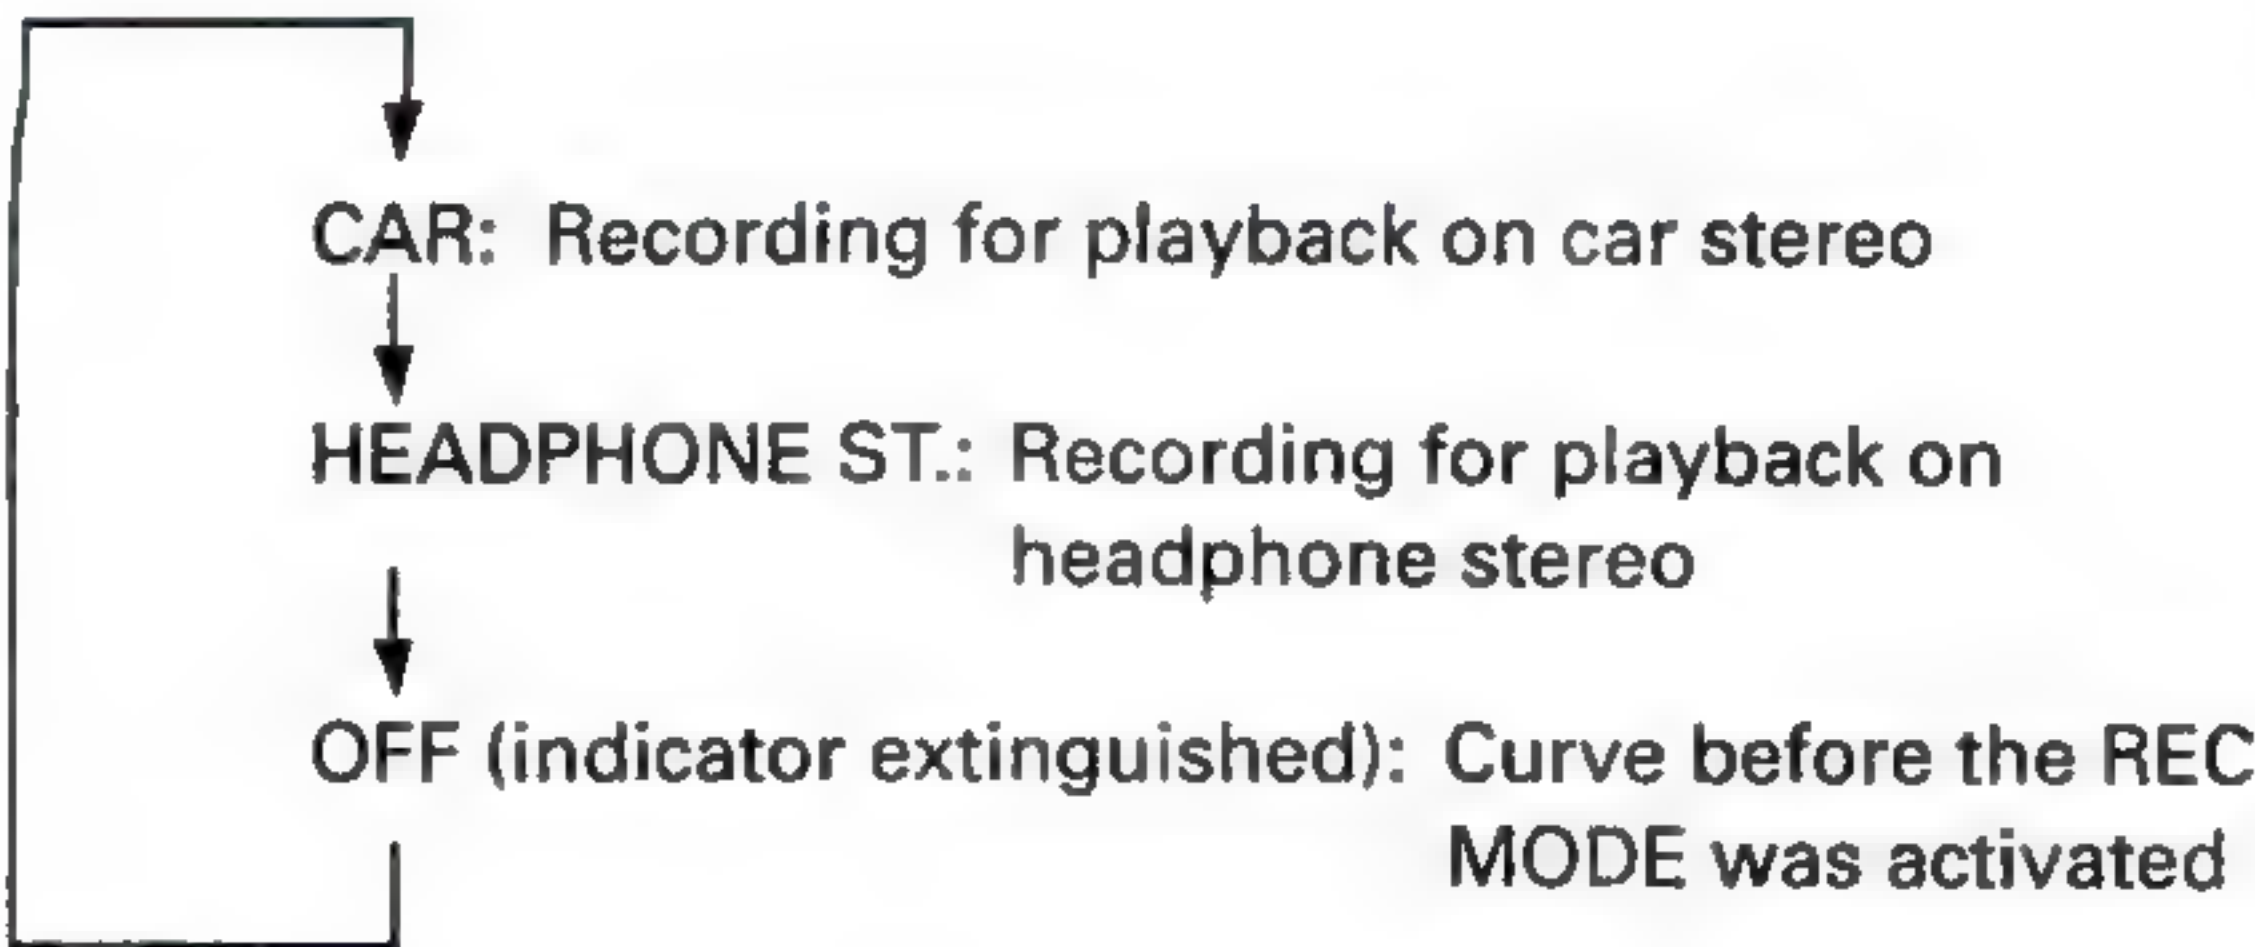 CAR: Recording for playback on car stereo
HEADPHONE ST.: Recording for playback on
headphone stereo
OFF (indicator extinguished): Curve before the REC
MODE was activated